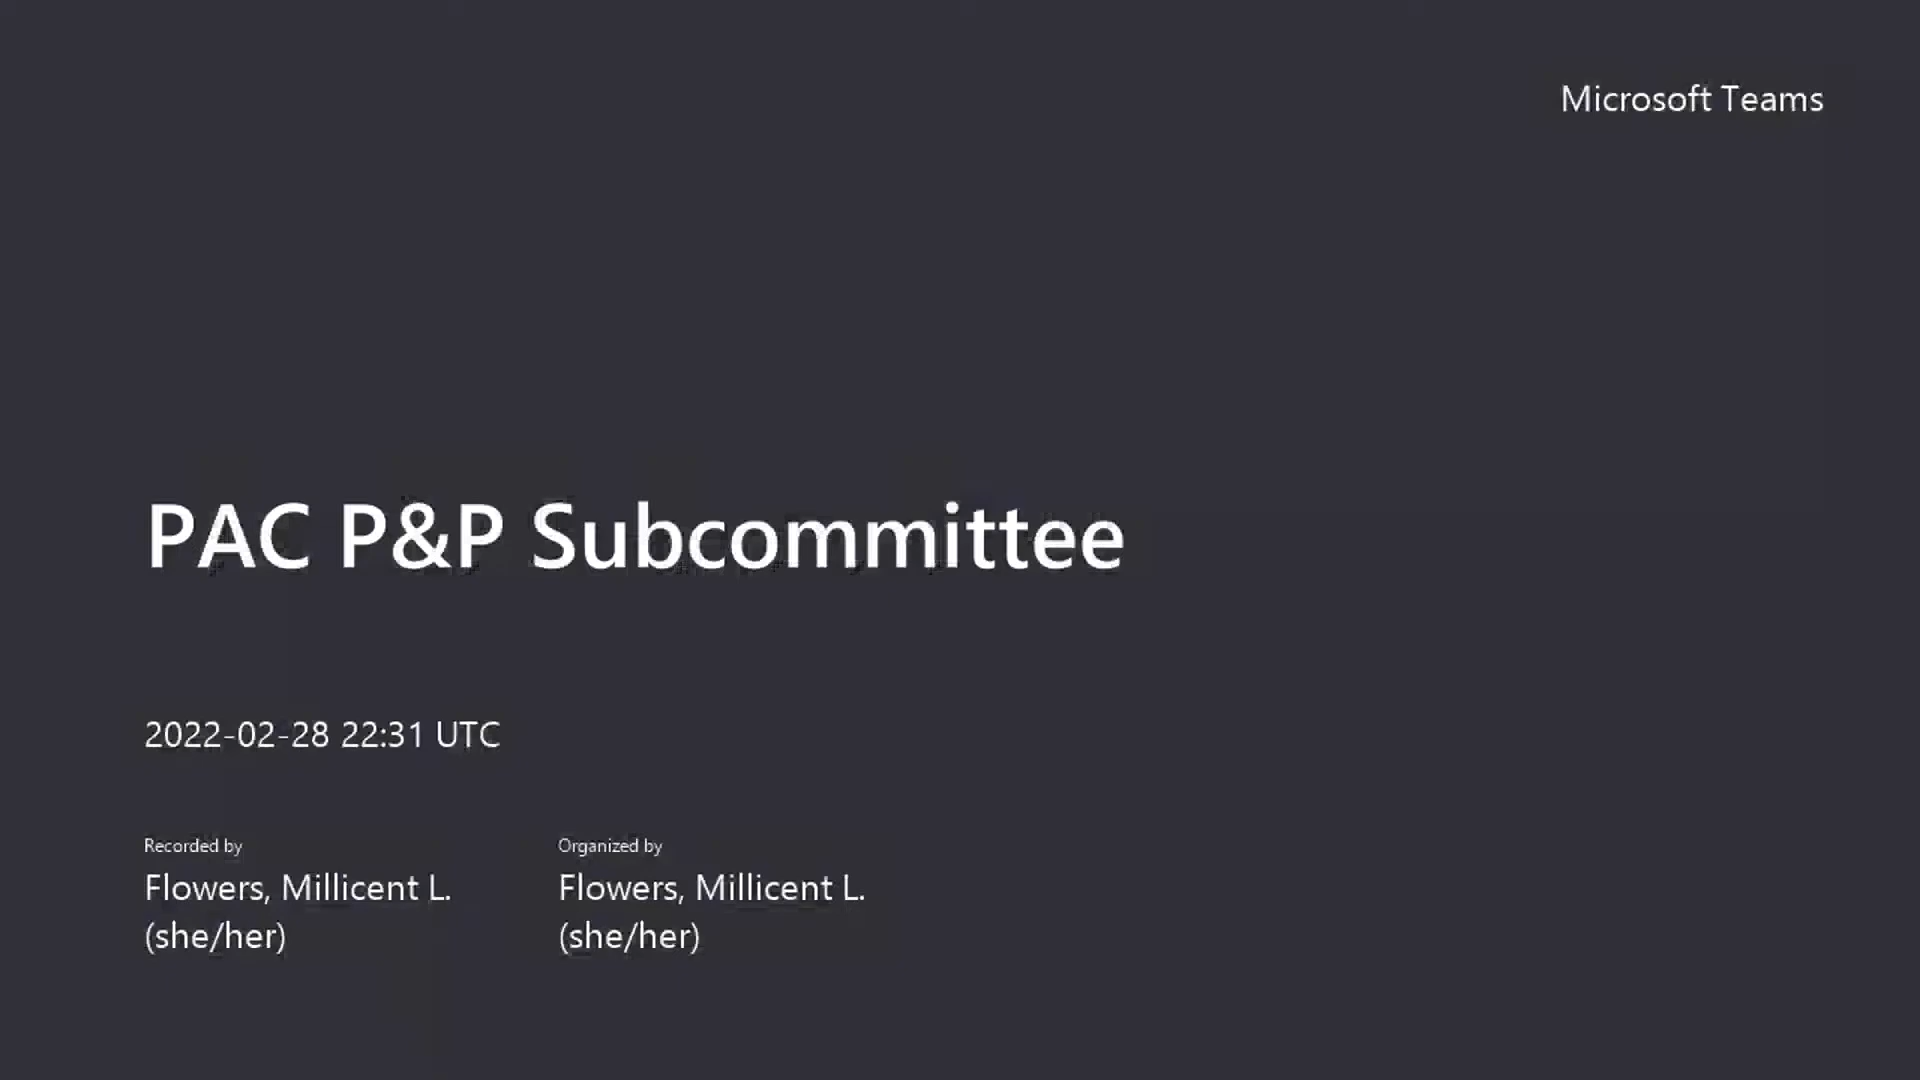 Microsoft Teams
PAC P&P Subcommittee
2022-02-28 22:31 UTC
Recorded by
Flowers, Millicent L.
(she/her)
Organized by
Flowers, Millicent L.
(she/her)